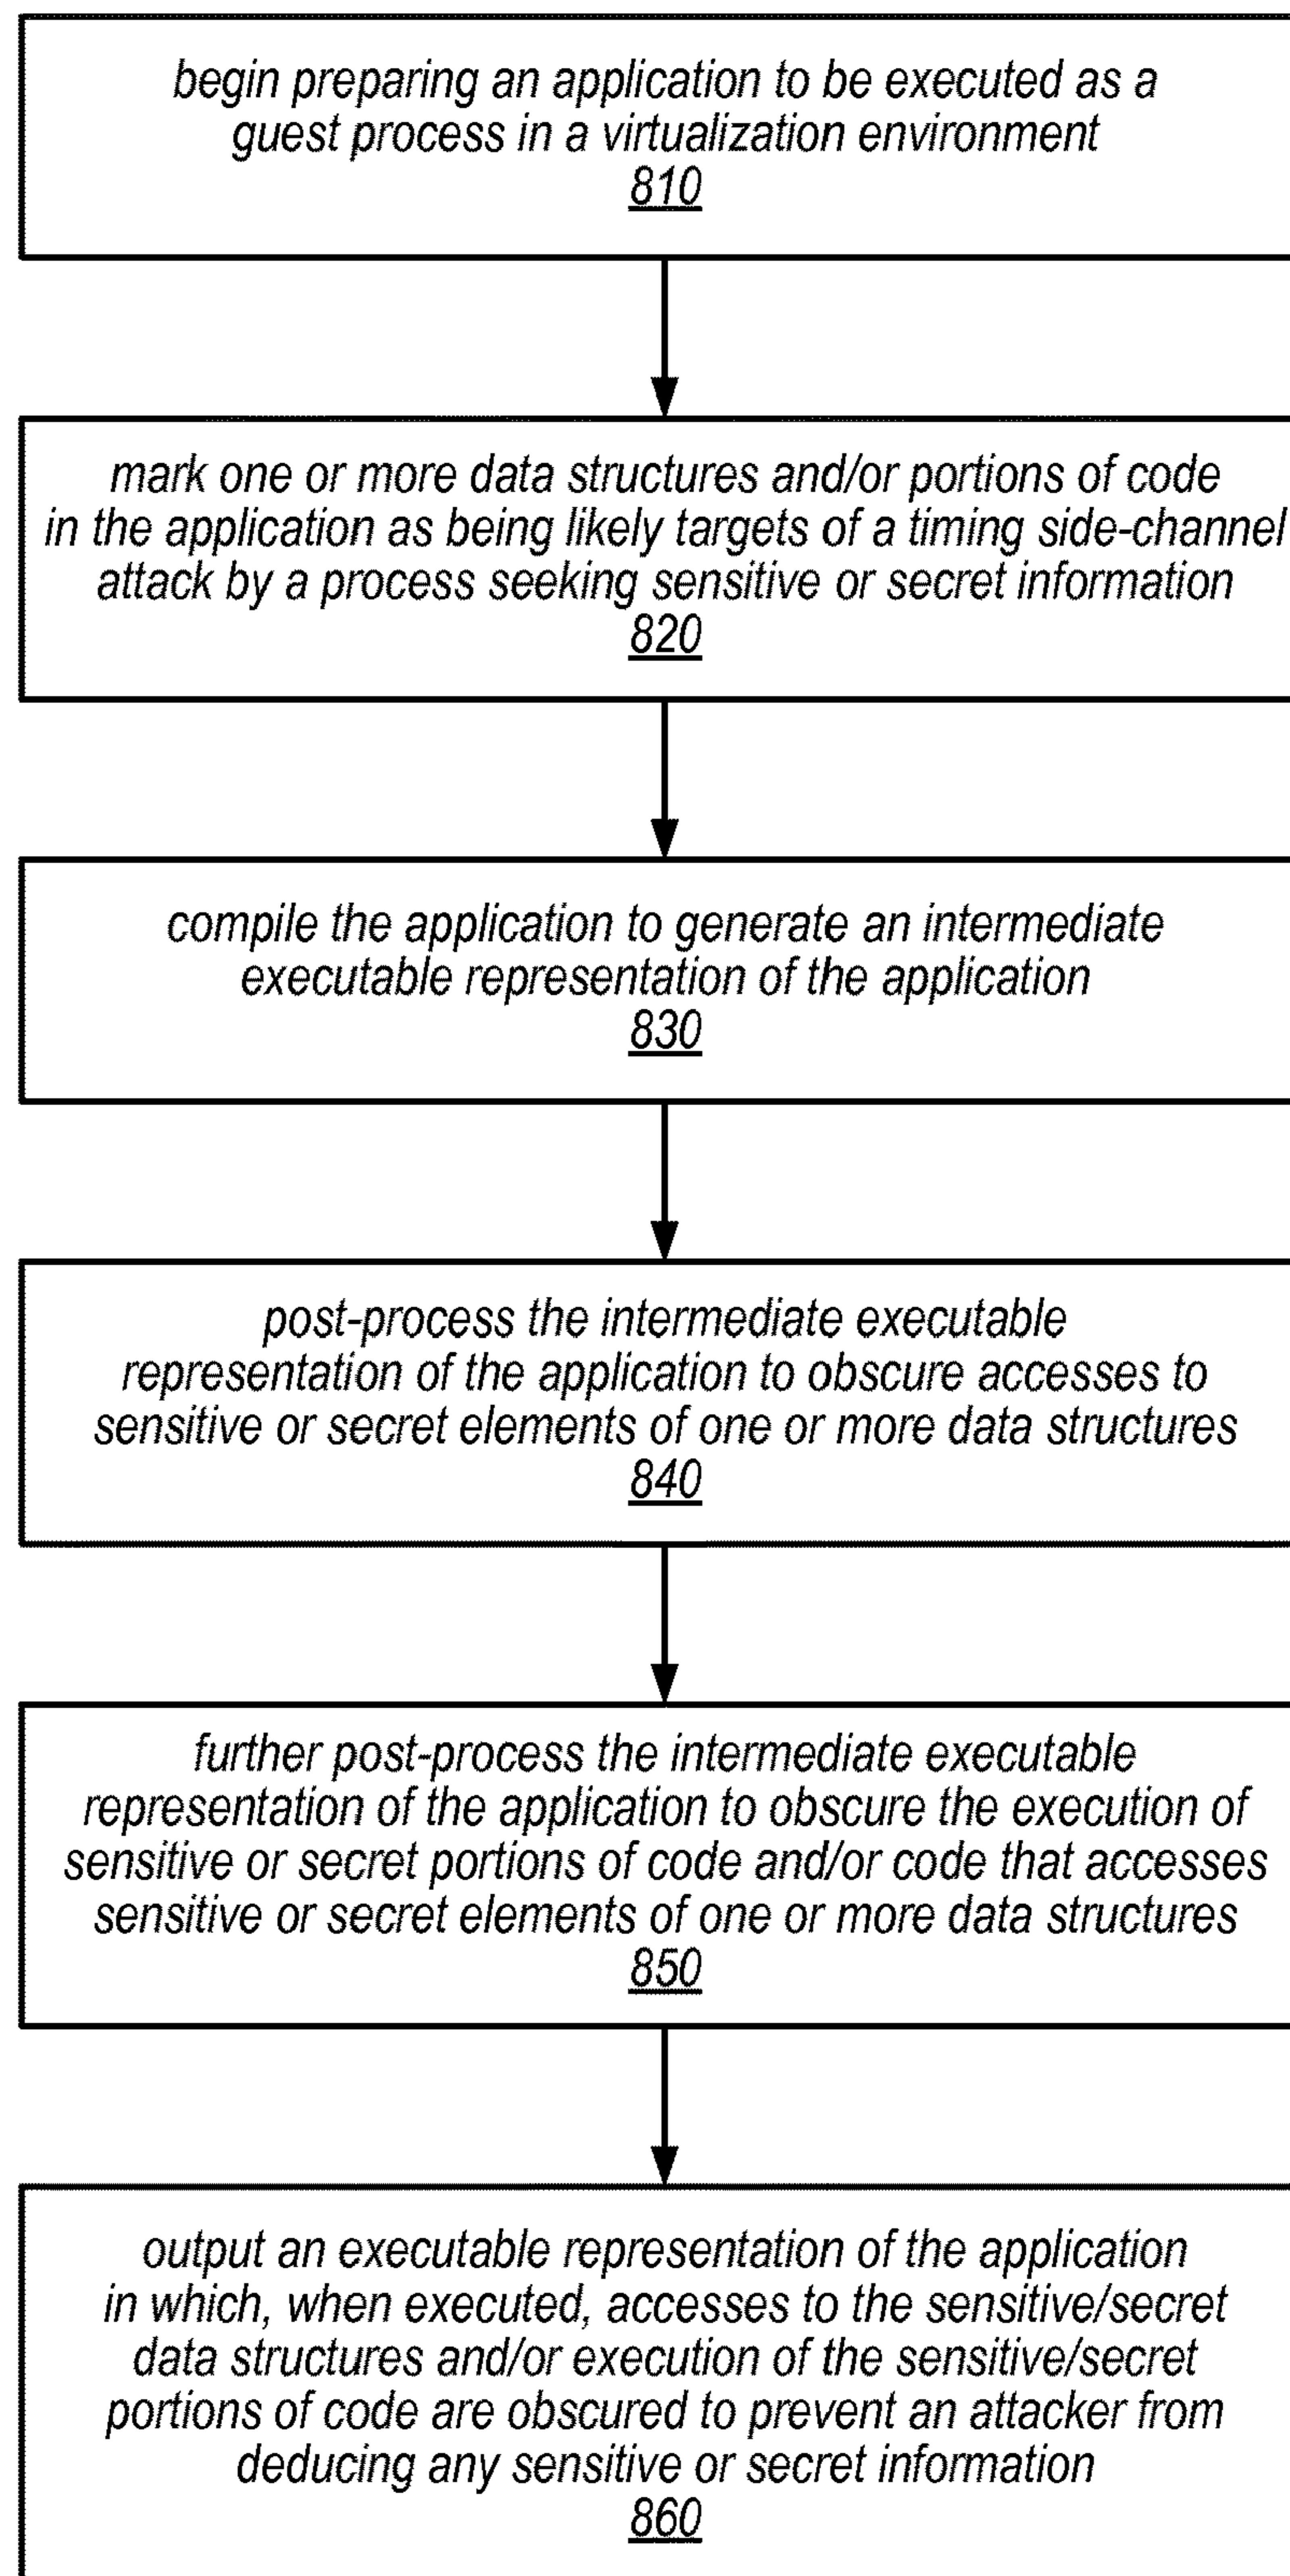 begin preparing an application to be executed as a
guest process in a virtualization environment
810
mark one or more data structures and/or portions of code
in the application as being likely targets of a timing side-channel
attack by a process seeking sensitive or secret information
820
compile the application to generate an intermediate
executable representation of the application
830
post-process the intermediate executable
representation of the application to obscure accesses to
sensitive or secret elements of one or more data structures
840
further post-process the intermediate executable
representation of the application to obscure the execution of
sensitive or secret portions of code and/or code that accesses
sensitive or secret elements of one or more data structures
850
output an executable representation of the application
in which, when executed, accesses to the sensitive/secret
data structures and/or execution of the sensitive/secret
portions of code are obscured to prevent an attacker from
deducing any sensitive or secret information
860